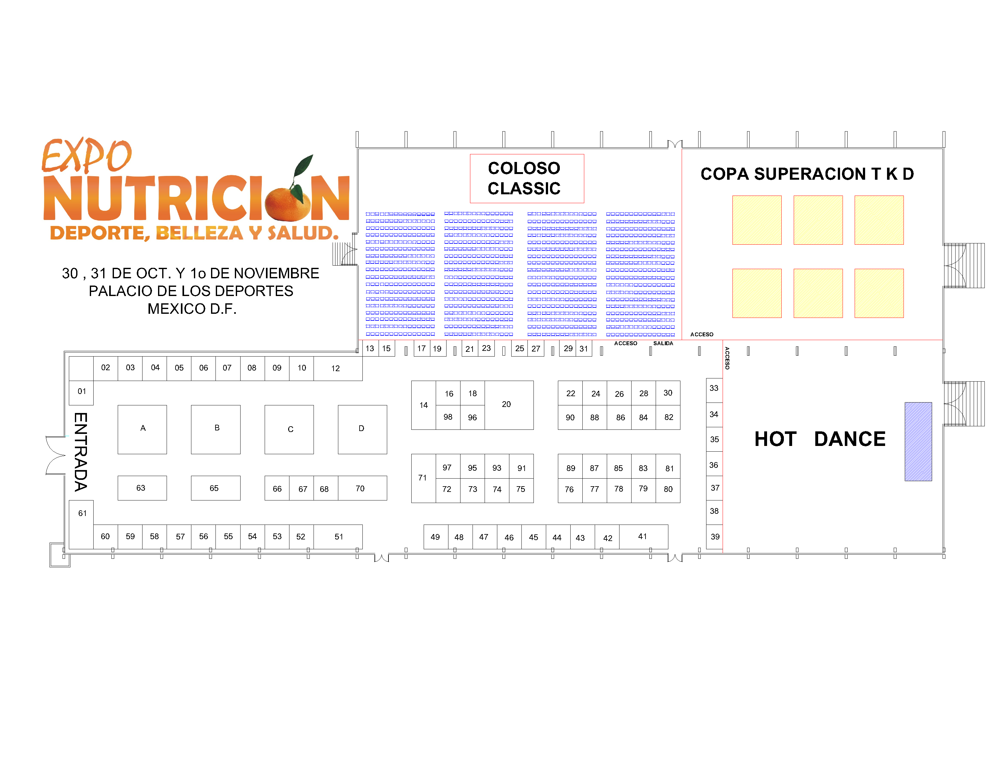 EXPO
NUTRICIÓN
DEPORTE, BELLEZA Y SALUD.
30 , 31 DE OCT. Y 1o DE NOVIEMBRE
PALACIO DE LOS DEPORTES
MEXICO D.F.
COLOSO
CLASSIC
COPA SUPERACION T K D
ACCESO
ACCESO SALIDA
ACCESO
13 15 17 19 21 23 25 27 29 31
02 03 04 05 06 07 08 09 10 12
01
ENTRADA
A B C D
14 16 18 20
98 96
22 24 26 28 30
90 88 86 84 82
33
34
35
36
37
38
39
HOT DANCE
63 65 66 67 68 70
71 97 95 93 91
72 73 74 75
89 87 85 83 81
76 77 78 79 80
61
60 59 58 57 56 55 54 53 52 51
49 48 47 46 45 44 43 42 41